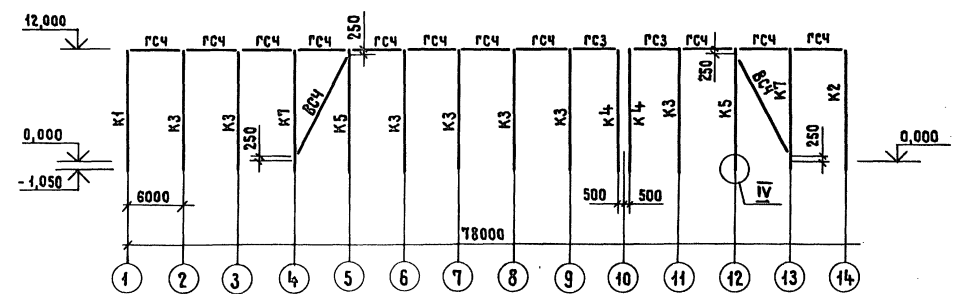 12,000
ГС4 ГС4 ГС4 ГС4 250 ГС4 ГС4 ГС4 ГС4 ГС3 ГС3 ГС4 250 ГС4 ГС4
К1 К3 К3 К7 ВС4 К5 К3 К3 К3 К3 К4 К4 К3 К5 ВС4 К7 К2
0,000 250 250 0,000
-1,050
6000 500 500 IV
78000
1 2 3 4 5 6 7 8 9 10 11 12 13 14